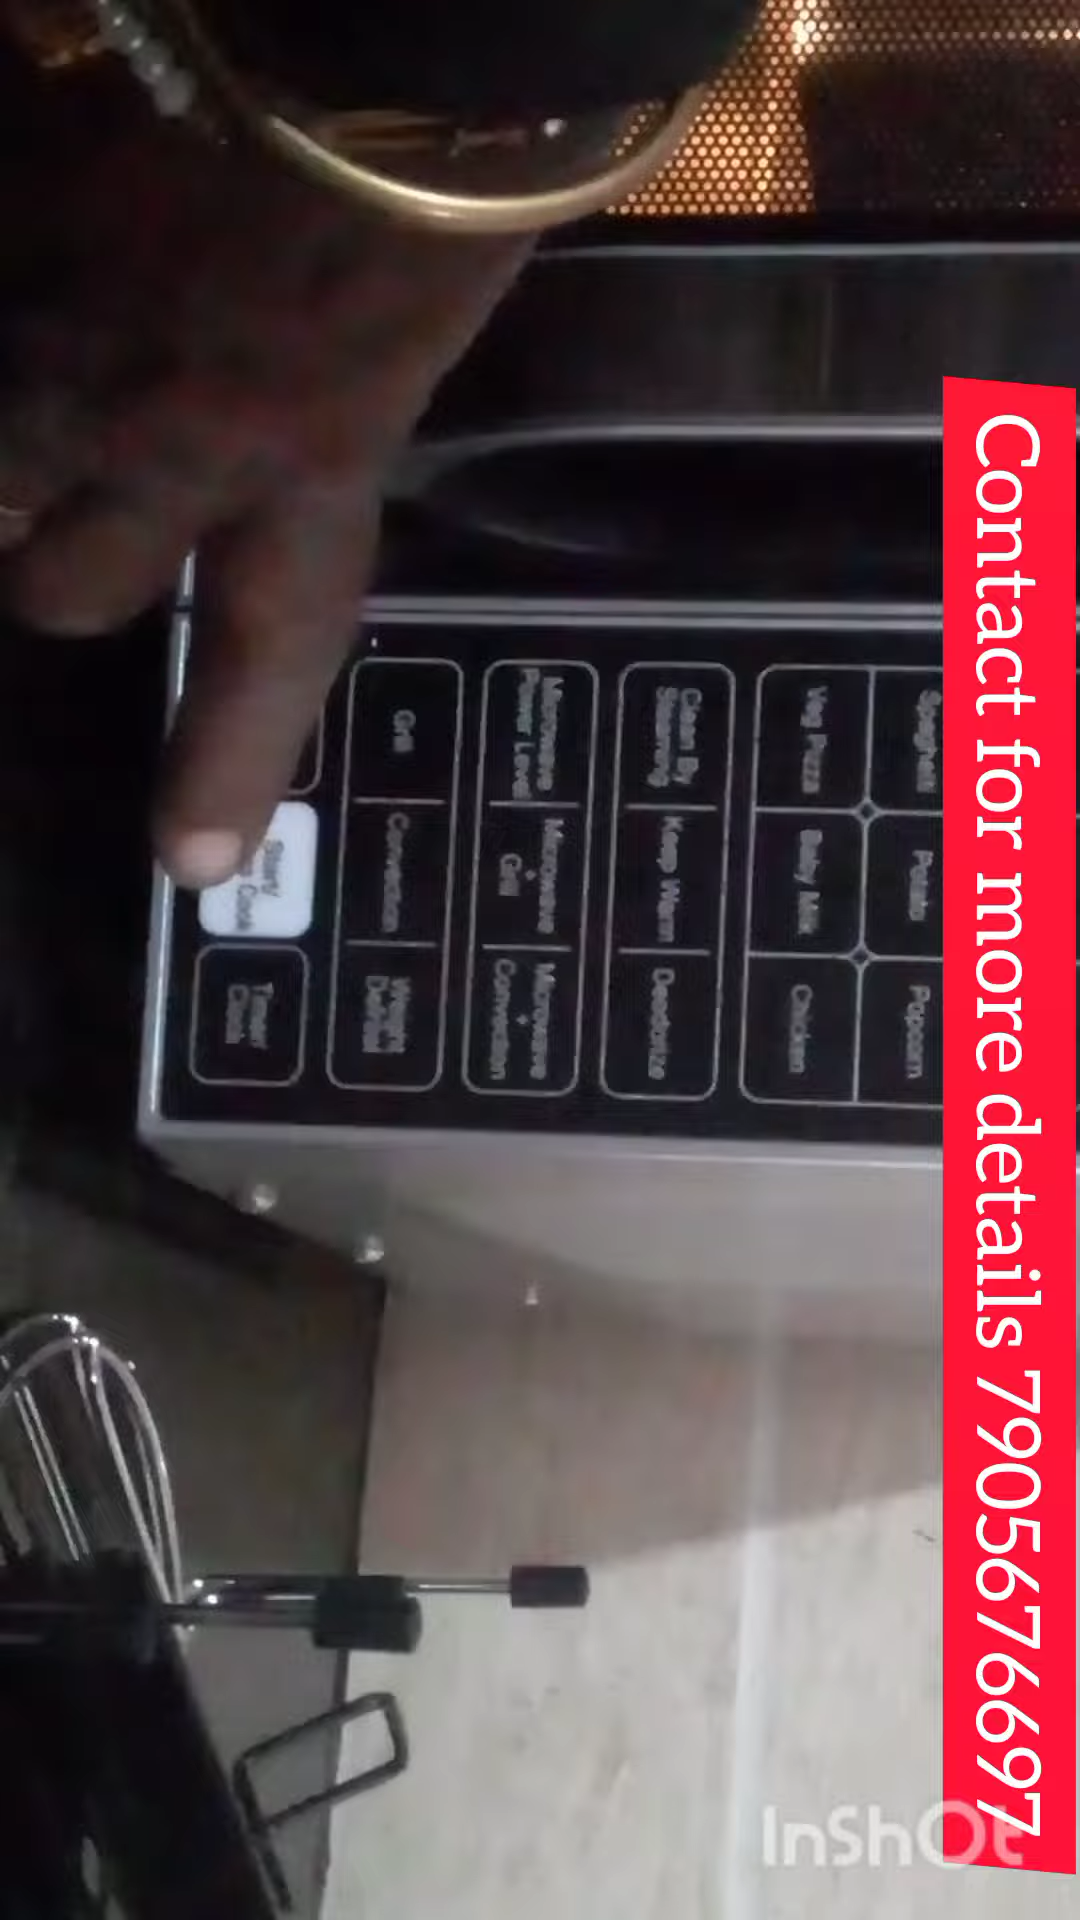 Spaghetti
Potato
Popcorn
Veg Pizza
Baby Milk
Chicken
Clean By
Steaming
Keep Warm
Deodorize
Microwave
Power Level
Microwave
+
Grill
Microwave
+
Convection
Grill
Convection
Weight
Defrost
Start/
Cook
Timer
Clock
Contact for more details 7905676697
InShOt